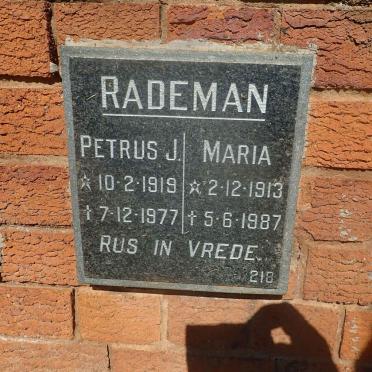 RADEMAN
PETRUS J. MARIA
☆ 10-2-1919 ☆ 2-12-1913
† 7-12-1977 † 5-6-1987
RUS IN VREDE.
218